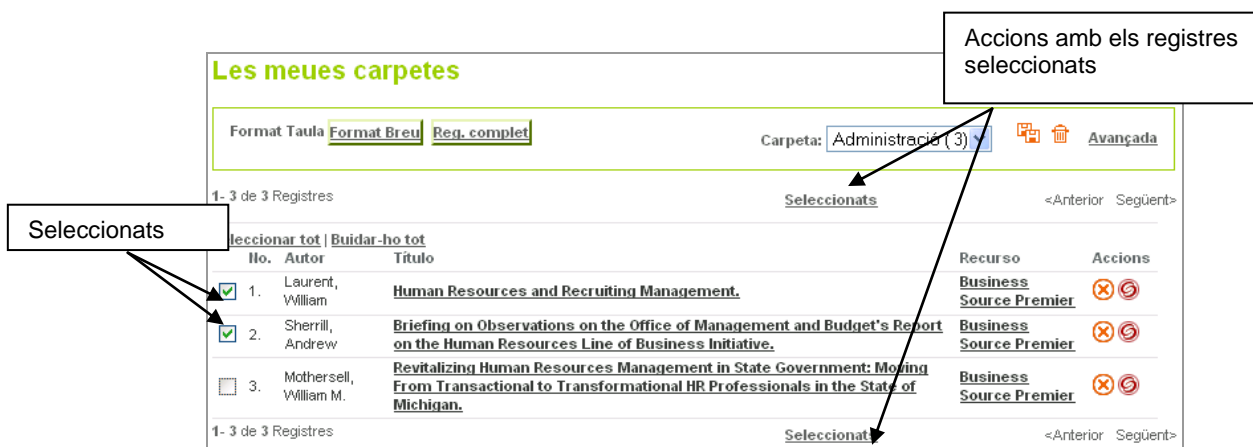 Accions amb els registres
seleccionats
Les meues carpetes
Format Taula Format Breu Reg. complet Carpeta: Administració ( 3) Avançada
1- 3 de 3 Registres Seleccionats <Anterior Següent>
Seleccionats
eleccionar tot | Buidar-ho tot
No. Autor Título Recurso Accions
1. Laurent, William Human Resources and Recruiting Management. Business Source Premier
2. Sherrill, Andrew Briefing on Observations on the Office of Management and Budget's Report
on the Human Resources Line of Business Initiative. Business Source Premier
3. Mothersell, William M. Revitalizing Human Resources Management in State Government: Moving
From Transactional to Transformational HR Professionals in the State of
Michigan. Business Source Premier
1- 3 de 3 Registres Seleccionats <Anterior Següent>